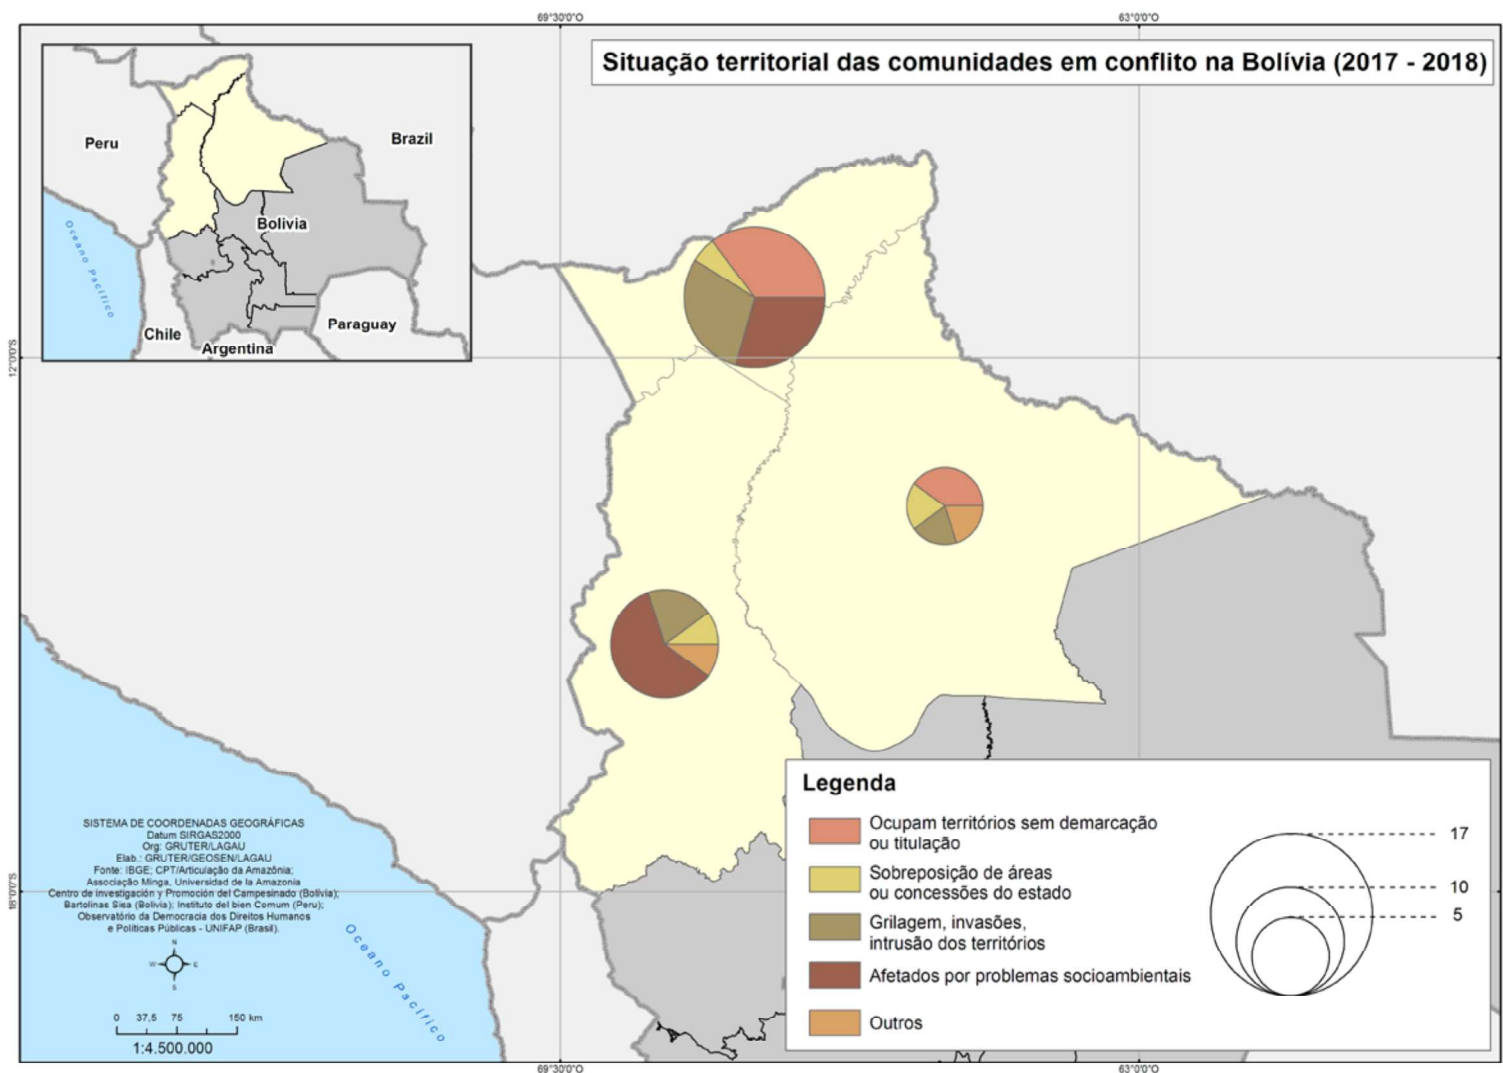 69°30'0"O
63°0'0"O
Situação territorial das comunidades em conflito na Bolívia (2017 - 2018)
Peru
Brazil
Bolivia
Oceano Pacífico
Chile
Paraguay
Argentina
12°0'0"S
18°0'0"S
Legenda
Ocupam territórios sem demarcação
ou titulação
Sobreposição de áreas
ou concessões do estado
Grilagem, invasões,
intrusão dos territórios
Afetados por problemas socioambientais
Outros
17
10
5
SISTEMA DE COORDENADAS GEOGRÁFICAS
Datum SIRGAS2000
Org: GRUTER/LAGAU
Elab.: GRUTER/GEOSEN/LAGAU
Fonte: IBGE; CPT/Articulação da Amazônia;
Associação Minga, Universidad de la Amazonia
Centro de investigación y Promoción del Campesinado (Bolívia);
Bartolinas Sisa (Bolivia); Instituto del bien Comum (Peru);
Observatório da Democracia dos Direitos Humanos
e Políticas Públicas - UNIFAP (Brasil).
N
W
E
S
Oceano Pacífico
0 37,5 75 150 km
1:4.500.000
69°30'0"O
63°0'0"O